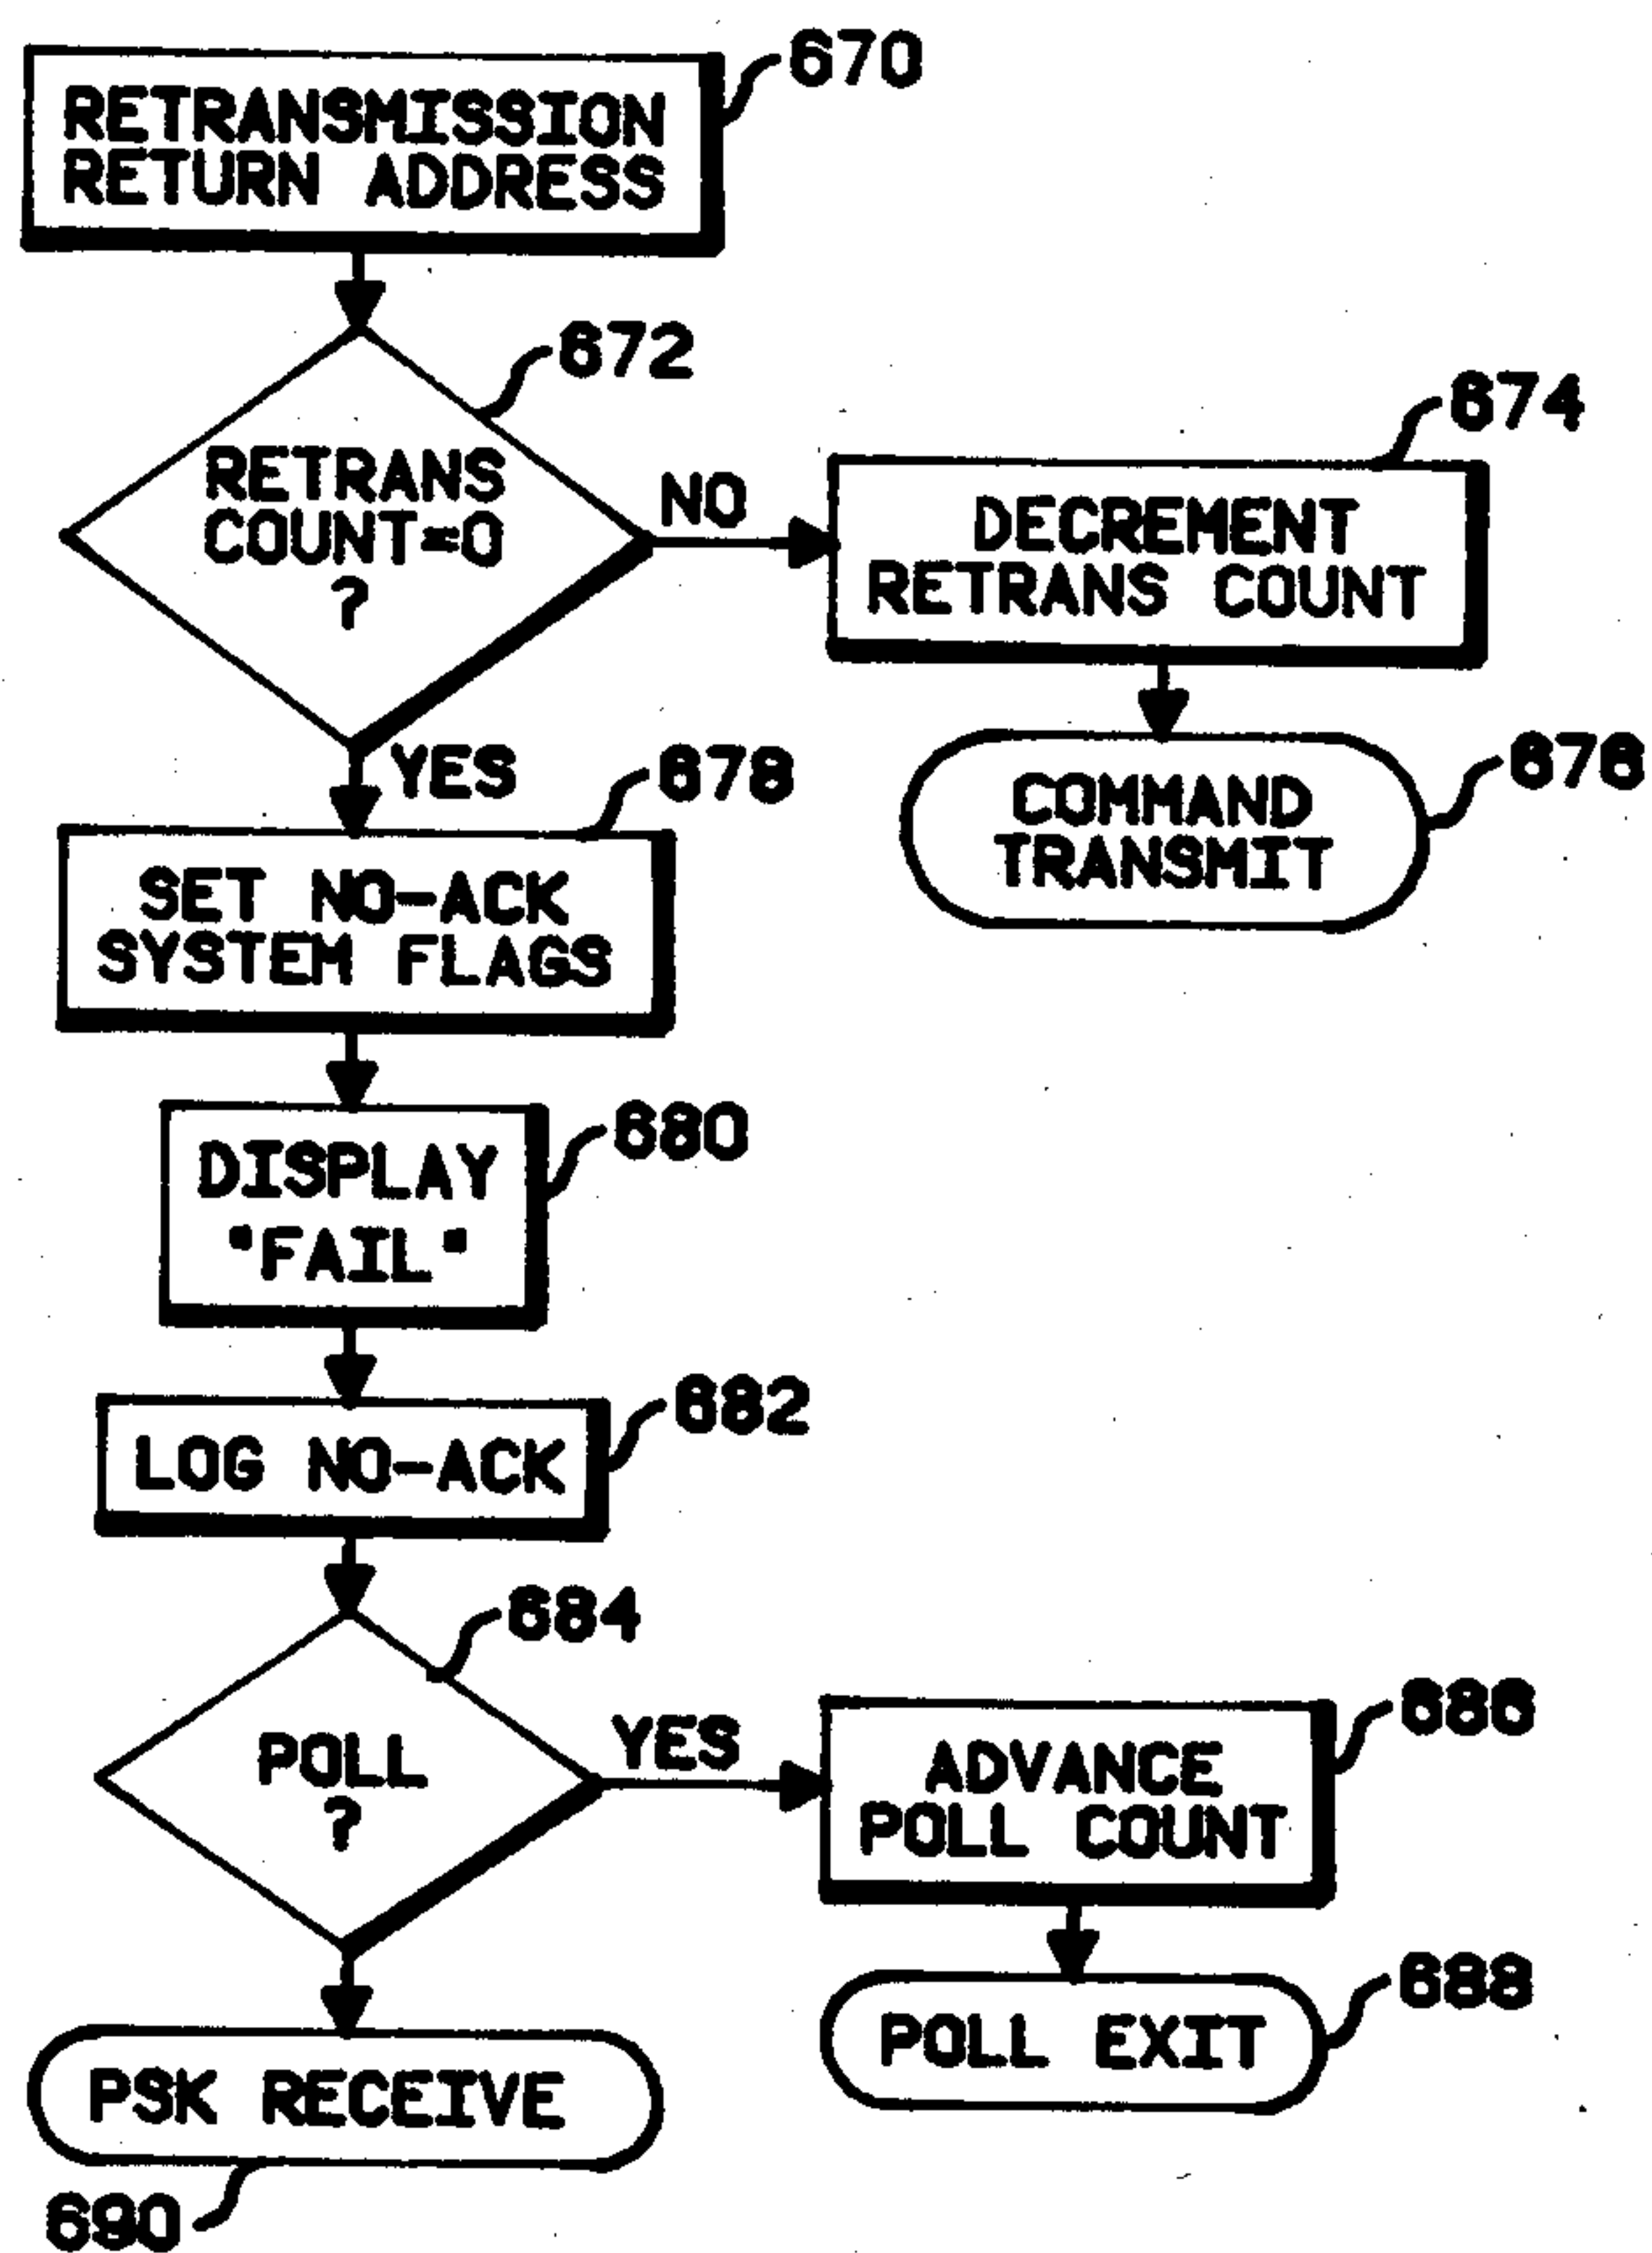 670
RETRANSMISSION
RETURN ADDRESS
672
RETRANS
COUNT=0
?
NO
674
DECREMENT
RETRANS COUNT
676
COMMAND
TRANSMIT
YES
678
SET NO-ACK
SYSTEM FLAGS
680
DISPLAY
"FAIL"
682
LOG NO-ACK
684
POLL
?
YES
686
ADVANCE
POLL COUNT
688
POLL EXIT
PSK RECEIVE
690